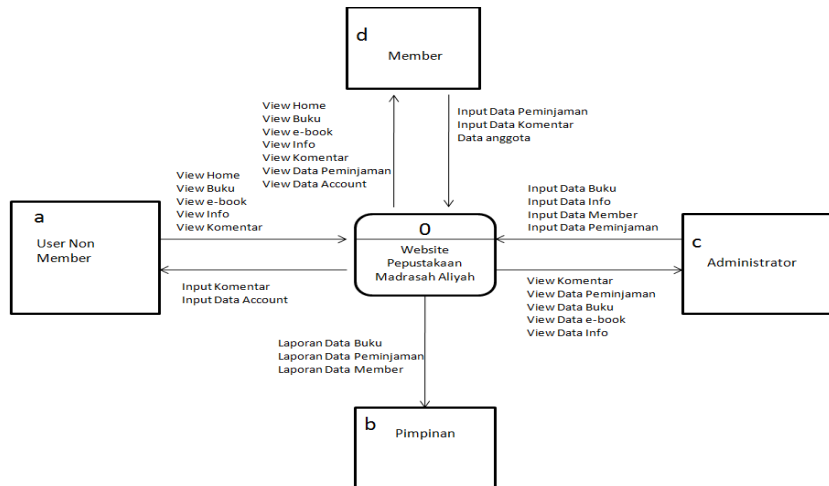 d
Member
View Home
View Buku
View e-book
View Info
View Komentar
View Data Peminjaman
View Data Account
Input Data Peminjaman
Input Data Komentar
Data anggota
View Home
View Buku
View e-book
View Info
View Komentar
Input Data Buku
Input Data Info
Input Data Member
Input Data Peminjaman
a
User Non
Member
0
Website
Pepustakaan
Madrasah Aliyah
c
Administrator
Input Komentar
Input Data Account
View Komentar
View Data Peminjaman
View Data Buku
View Data e-book
View Data Info
Laporan Data Buku
Laporan Data Peminjaman
Laporan Data Member
b
Pimpinan